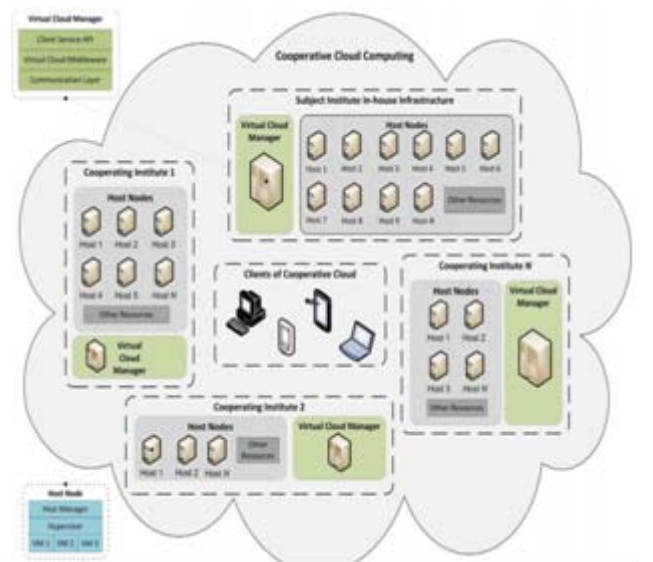 Virtual Cloud Manager
Client Service API
Virtual Cloud Middleware
Communication Layer
Cooperative Cloud Computing
Subject Institute In-house Infrastructure
Virtual Cloud
Manager
Host Nodes
Host 1 Host 2 Host 3 Host 4 Host 5 Host 6
Host 7 Host 8 Host 9 Host N
Other Resources
Cooperating Institute 1
Host Nodes
Host 1 Host 2 Host 3
Host 4 Host 5 Host N
Other Resources
Virtual
Cloud
Manager
Clients of Cooperative Cloud
Cooperating Institute N
Host Nodes
Host 1 Host 2
Host 3 Host N
Other Resources
Virtual Cloud
Manager
Cooperating Institute 2
Host Nodes
Host 1 Host 2 Host N
Other
Resources
Virtual Cloud Manager
Host Node
Host Manager
Hypervisor
VM 1 VM 2 VM 3